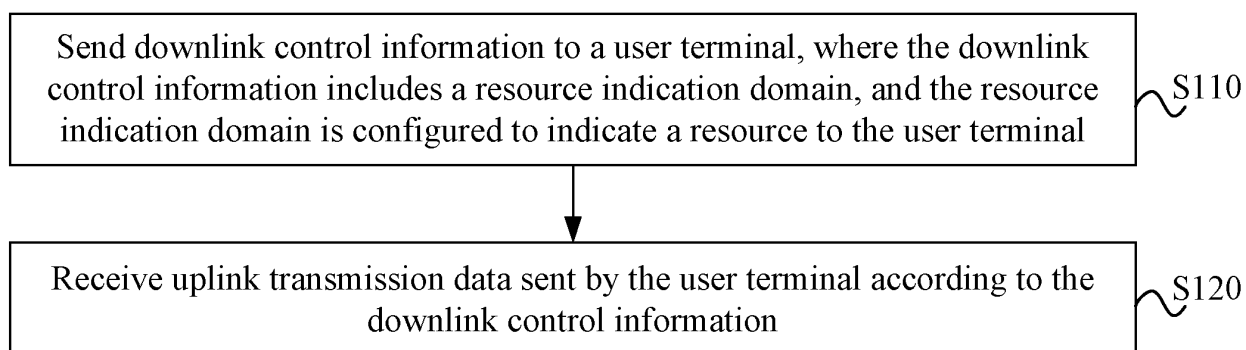 Send downlink control information to a user terminal, where the downlink
control information includes a resource indication domain, and the resource
indication domain is configured to indicate a resource to the user terminal
S110
Receive uplink transmission data sent by the user terminal according to the
downlink control information
S120